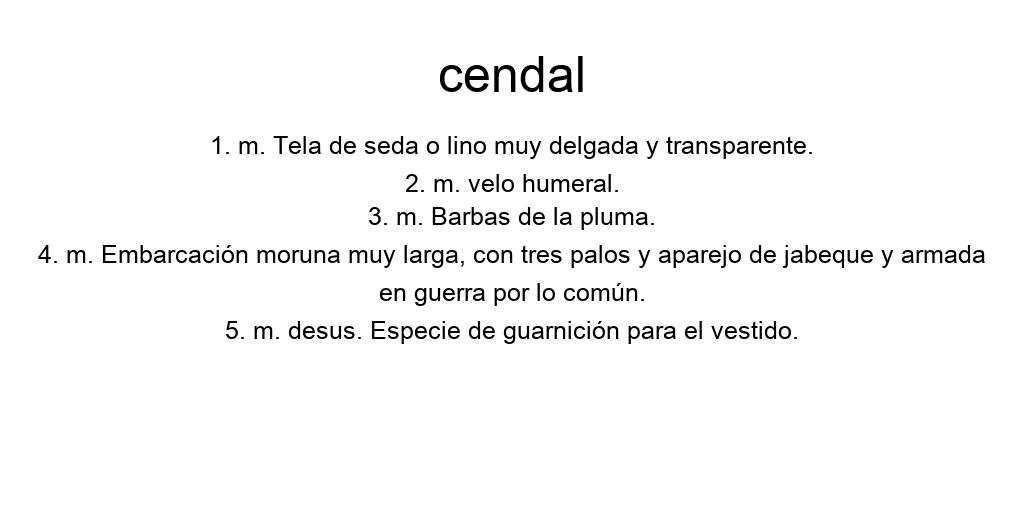 cendal
1. m. Tela de seda o lino muy delgada y transparente.
2. m. velo humeral.
3. m. Barbas de la pluma.
4. m. Embarcación moruna muy larga, con tres palos y aparejo de jabeque y armada
en guerra por lo común.
5. m. desus. Especie de guarnición para el vestido.